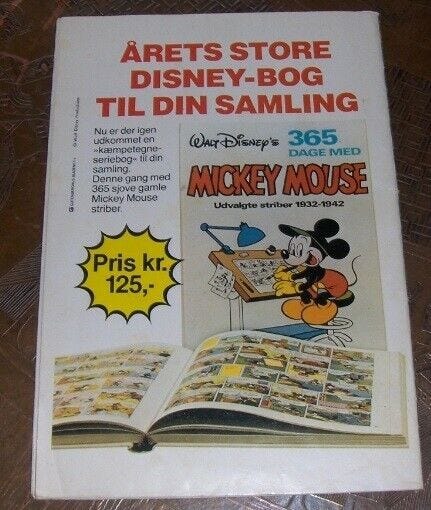 ÅRETS STORE
DISNEY-BOG
TIL DIN SAMLING
Nu er der igen
udkommet en
»kæmpetegne-
seriebog« til din
samling.
Denne gang med
365 sjove gamle
Mickey Mouse
striber.
Pris kr.
125,-
WALT DISNEY'S 365
DAGE MED
MICKEY MOUSE
Udvalgte striber 1932-1942